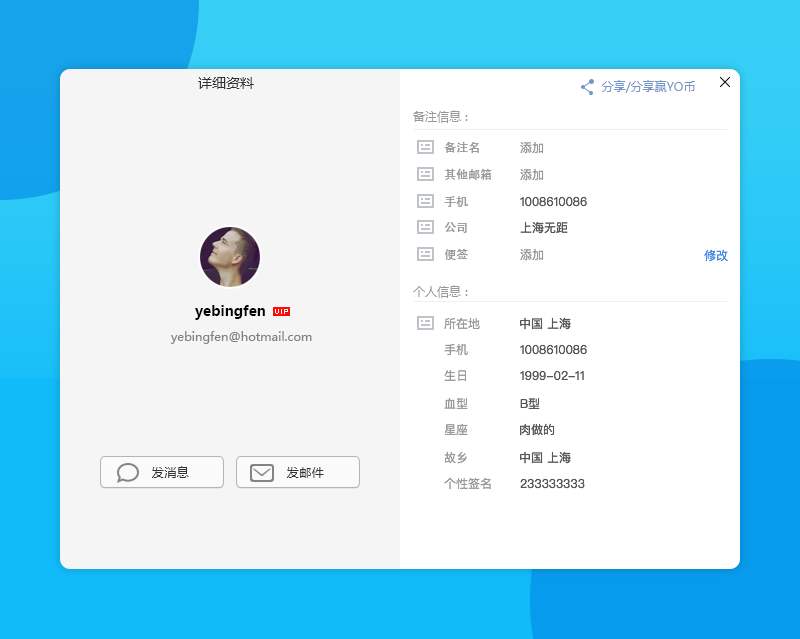 详细资料
yebingfen VIP
yebingfen@hotmail.com
发消息
发邮件
分享/分享赢YO币
备注信息：
备注名 添加
其他邮箱 添加
手机 1008610086
公司 上海无距
便签 添加
修改
个人信息：
所在地 中国 上海
手机 1008610086
生日 1999-02-11
血型 B型
星座 肉做的
故乡 中国 上海
个性签名 233333333